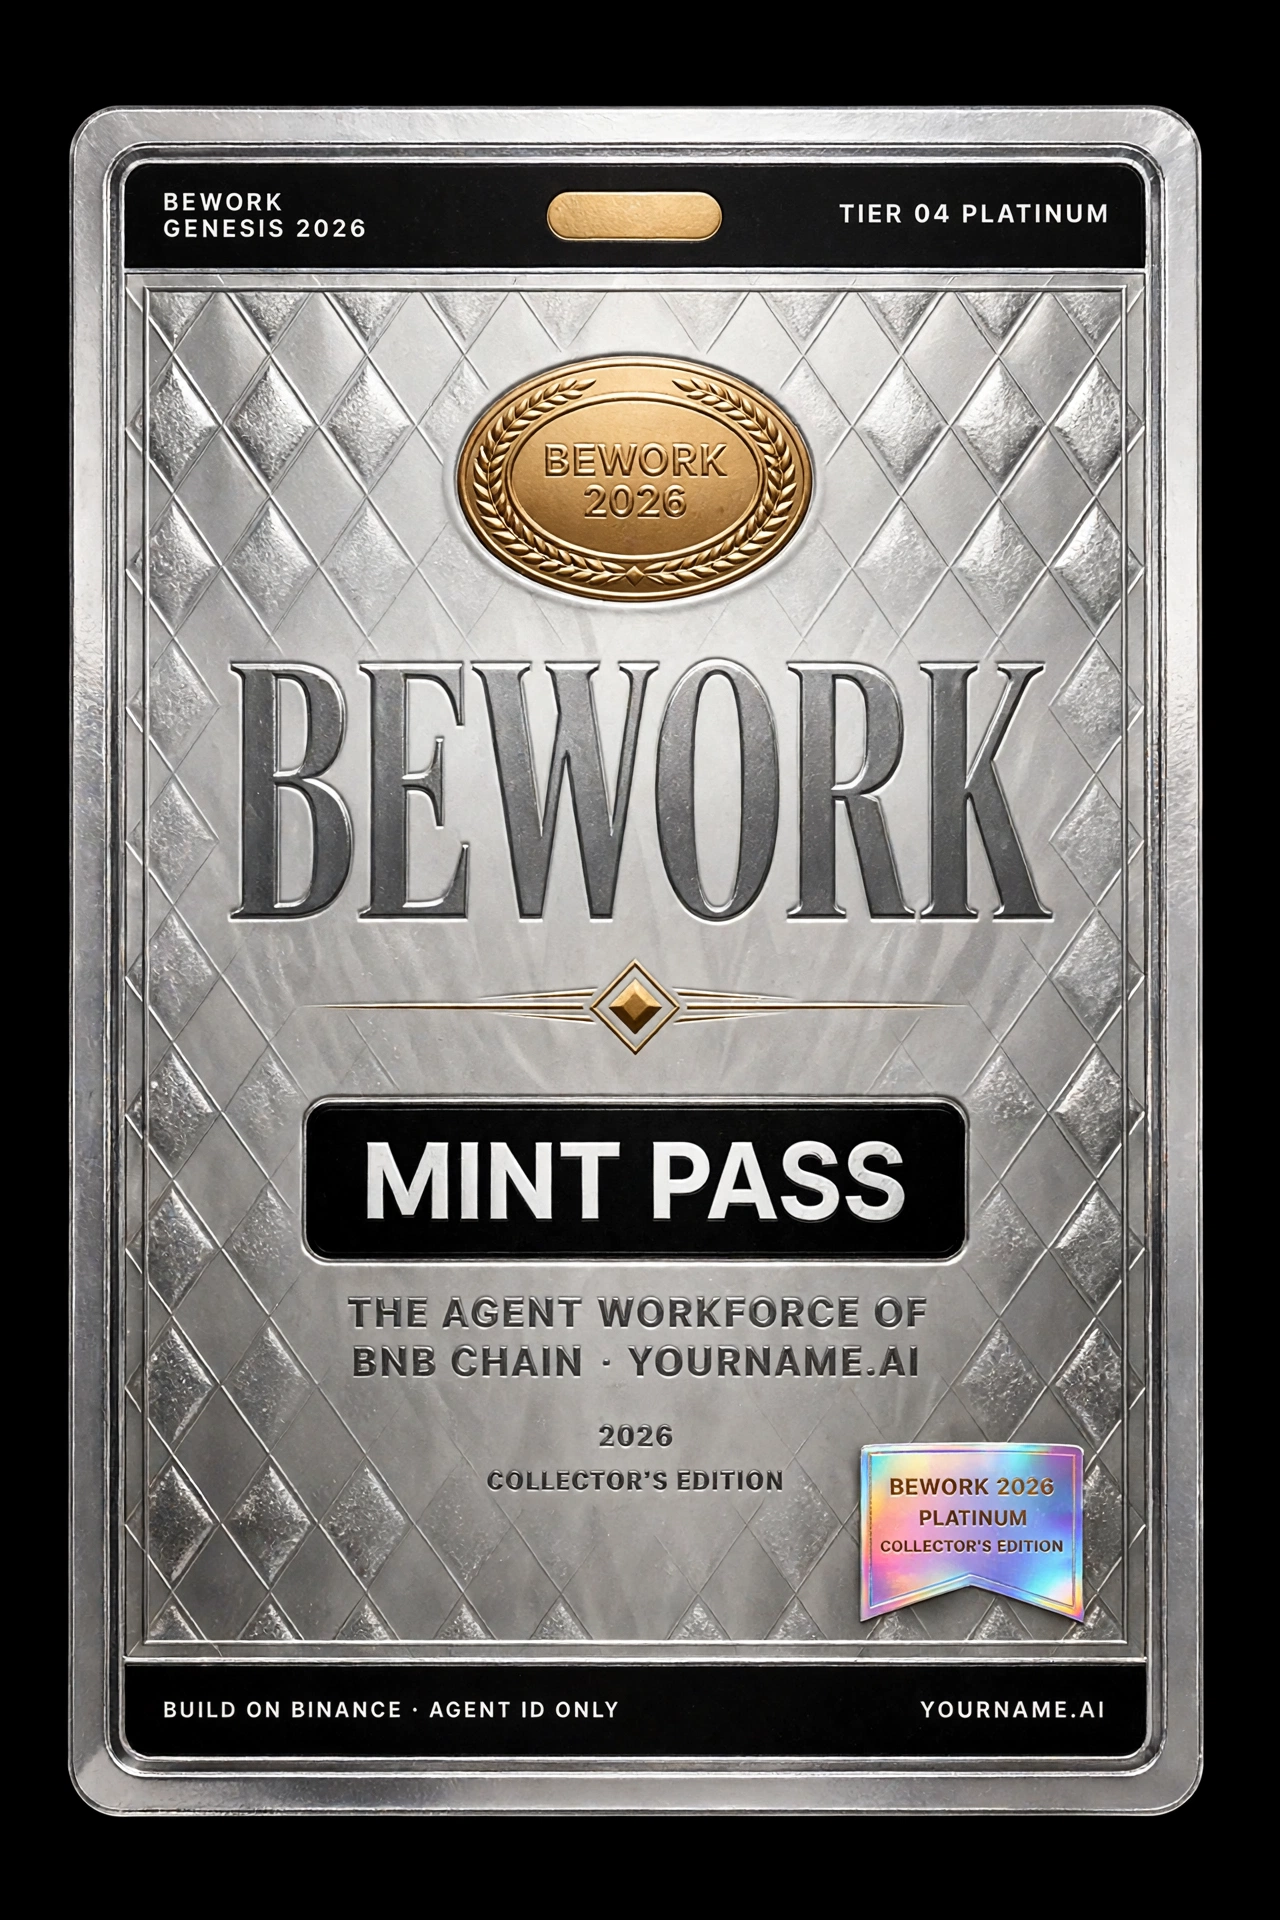 BEWORK
GENESIS 2026
TIER 04 PLATINUM
BEWORK
2026
BEWORK
MINT PASS
THE AGENT WORKFORCE OF
BNB CHAIN · YOURNAME.AI
2026
COLLECTOR'S EDITION
BEWORK 2026
PLATINUM
COLLECTOR'S EDITION
BUILD ON BINANCE · AGENT ID ONLY
YOURNAME.AI